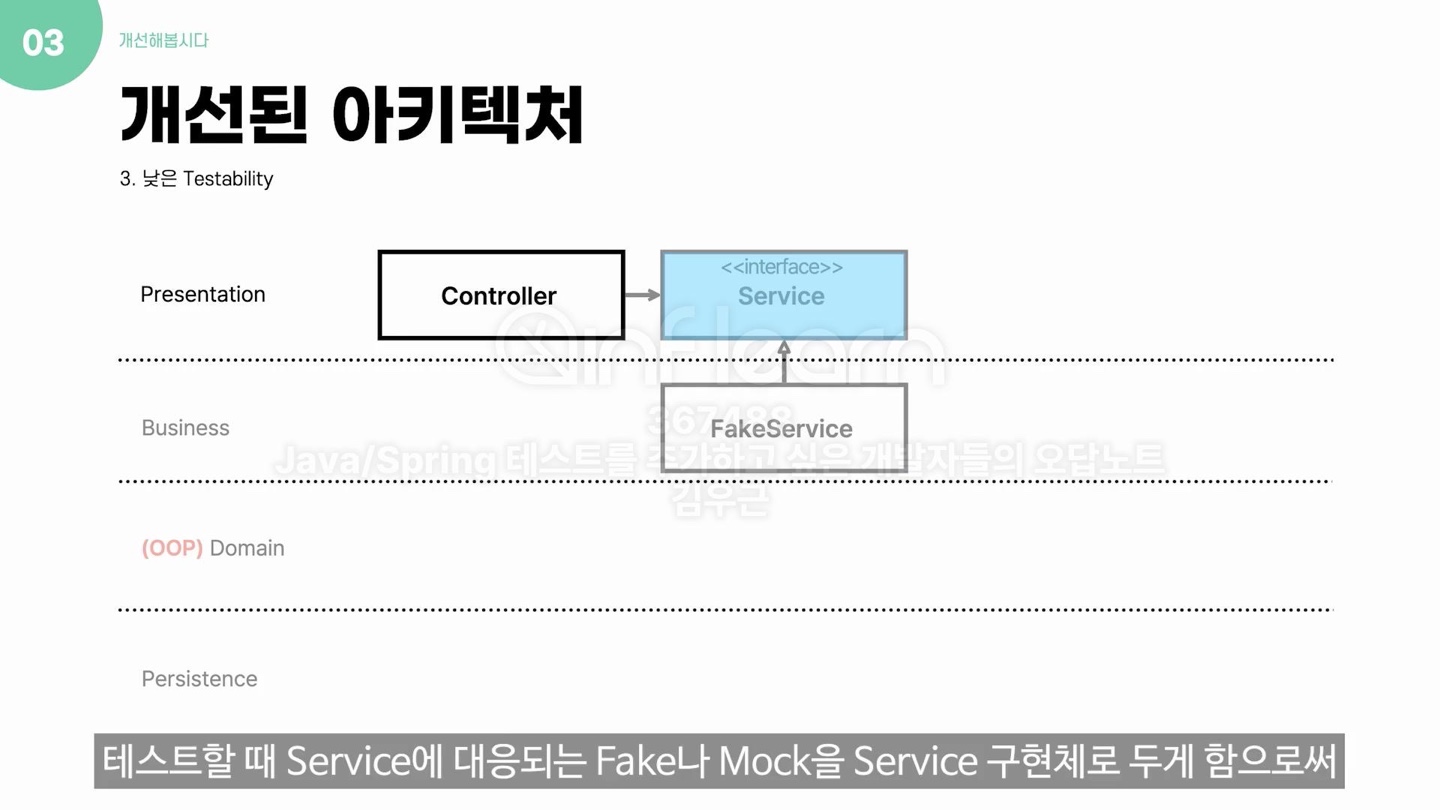 03
개선해봅시다
개선된 아키텍처
3. 낮은 Testability
Presentation
Controller
<<interface>>
Service
inflearn
367488
Business
FakeService
Java/Spring 테스트를 추가하고 싶은 개발자들의 오답노트
김우근
(OOP) Domain
Persistence
테스트할 때 Service에 대응되는 Fake나 Mock을 Service 구현체로 두게 함으로써